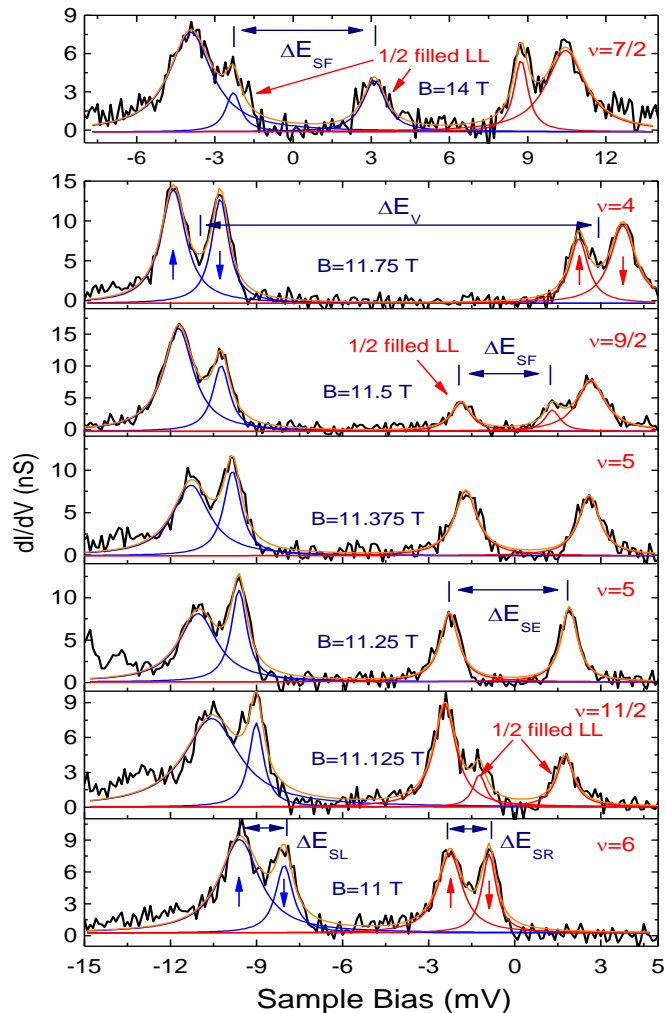 9
6
3
0
ΔE_SF
1/2 filled LL
B=14 T
ν=7/2
-6 -3 0 3 6 9 12
15
10
5
0
ΔE_V
ν=4
B=11.75 T
15
10
5
0
1/2 filled LL
ΔE_SF
ν=9/2
B=11.5 T
10
5
0
ν=5
B=11.375 T
10
5
0
ν=5
ΔE_SE
B=11.25 T
9
6
3
0
ν=11/2
1/2 filled LL
B=11.125 T
9
6
3
0
ΔE_SL
ΔE_SR
ν=6
B=11 T
-15 -12 -9 -6 -3 0 3 5
dI/dV (nS)
Sample Bias (mV)